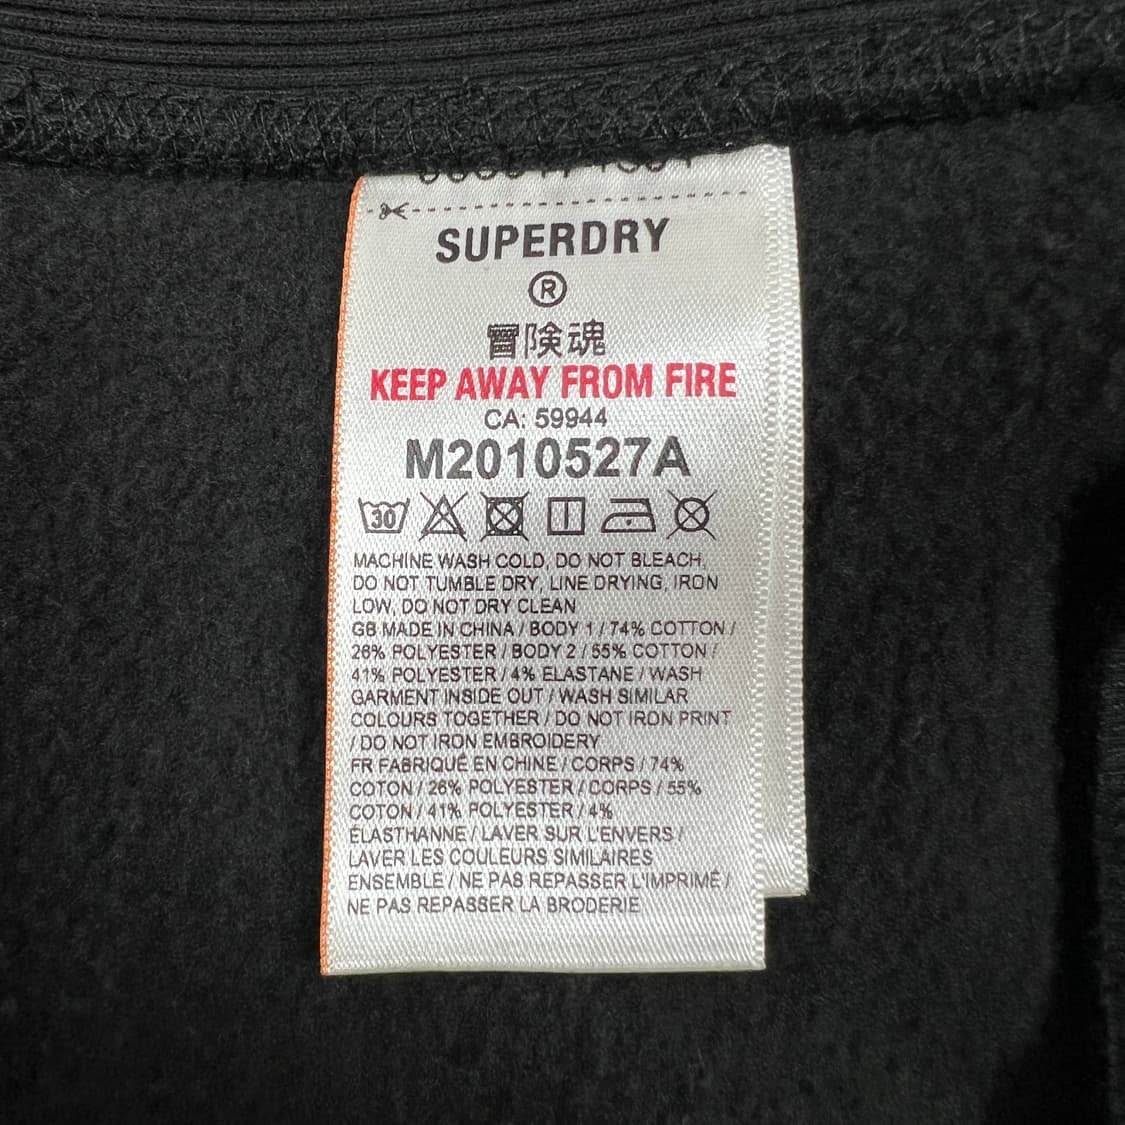 SUPERDRY
®
冒険魂
KEEP AWAY FROM FIRE
CA: 59944
M2010527A
30
MACHINE WASH COLD, DO NOT BLEACH,
DO NOT TUMBLE DRY, LINE DRYING, IRON
LOW, DO NOT DRY CLEAN
GB MADE IN CHINA / BODY 1 / 74% COTTON /
26% POLYESTER / BODY 2 / 55% COTTON /
41% POLYESTER / 4% ELASTANE / WASH
GARMENT INSIDE OUT / WASH SIMILAR
COLOURS TOGETHER / DO NOT IRON PRINT
/ DO NOT IRON EMBROIDERY
FR FABRIQUÉ EN CHINE / CORPS / 74%
COTON / 26% POLYESTER / CORPS / 55%
COTON / 41% POLYESTER / 4%
ÉLASTHANNE / LAVER SUR L'ENVERS /
LAVER LES COULEURS SIMILAIRES
ENSEMBLE / NE PAS REPASSER L'IMPRIMÉ /
NE PAS REPASSER LA BRODERIE